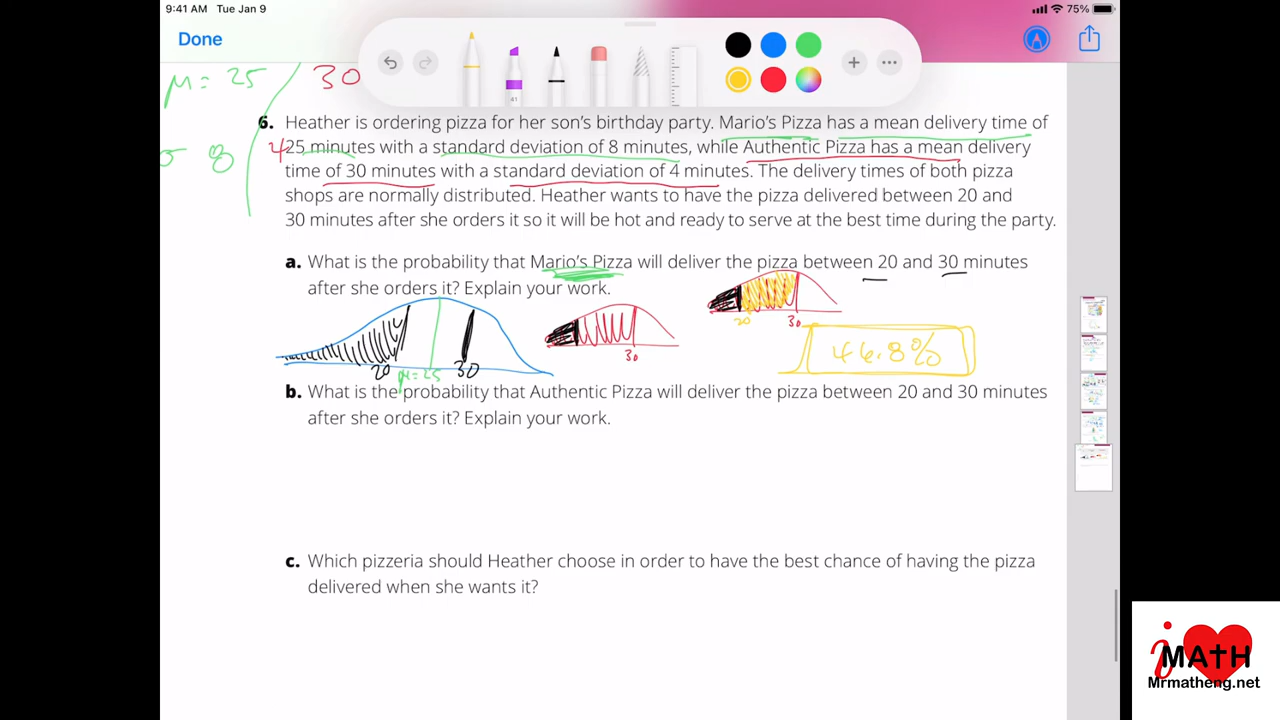 9:41 AM Tue Jan 9
75%
Done
41
μ = 25 30
6. Heather is ordering pizza for her son's birthday party. Mario's Pizza has a mean delivery time of
σ 8 4
25 minutes with a standard deviation of 8 minutes, while Authentic Pizza has a mean delivery
time of 30 minutes with a standard deviation of 4 minutes. The delivery times of both pizza
shops are normally distributed. Heather wants to have the pizza delivered between 20 and
30 minutes after she orders it so it will be hot and ready to serve at the best time during the party.
a. What is the probability that Mario's Pizza will deliver the pizza between 20 and 30 minutes
after she orders it? Explain your work.
20 30
30
46.8%
20 μ=25 30
b. What is the probability that Authentic Pizza will deliver the pizza between 20 and 30 minutes
after she orders it? Explain your work.
c. Which pizzeria should Heather choose in order to have the best chance of having the pizza
delivered when she wants it?
i MATH
Mrmatheng.net